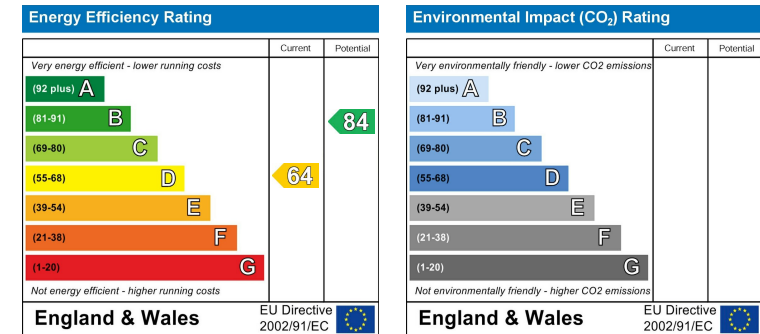 Energy Efficiency Rating
Current Potential
Very energy efficient - lower running costs
(92 plus) A
(81-91) B
84
(69-80) C
(55-68) D
64
(39-54) E
(21-38) F
(1-20) G
Not energy efficient - higher running costs
England & Wales
EU Directive
2002/91/EC
Environmental Impact (CO₂) Rating
Current Potential
Very environmentally friendly - lower CO2 emissions
(92 plus) A
(81-91) B
(69-80) C
(55-68) D
(39-54) E
(21-38) F
(1-20) G
Not environmentally friendly - higher CO2 emissions
England & Wales
EU Directive
2002/91/EC